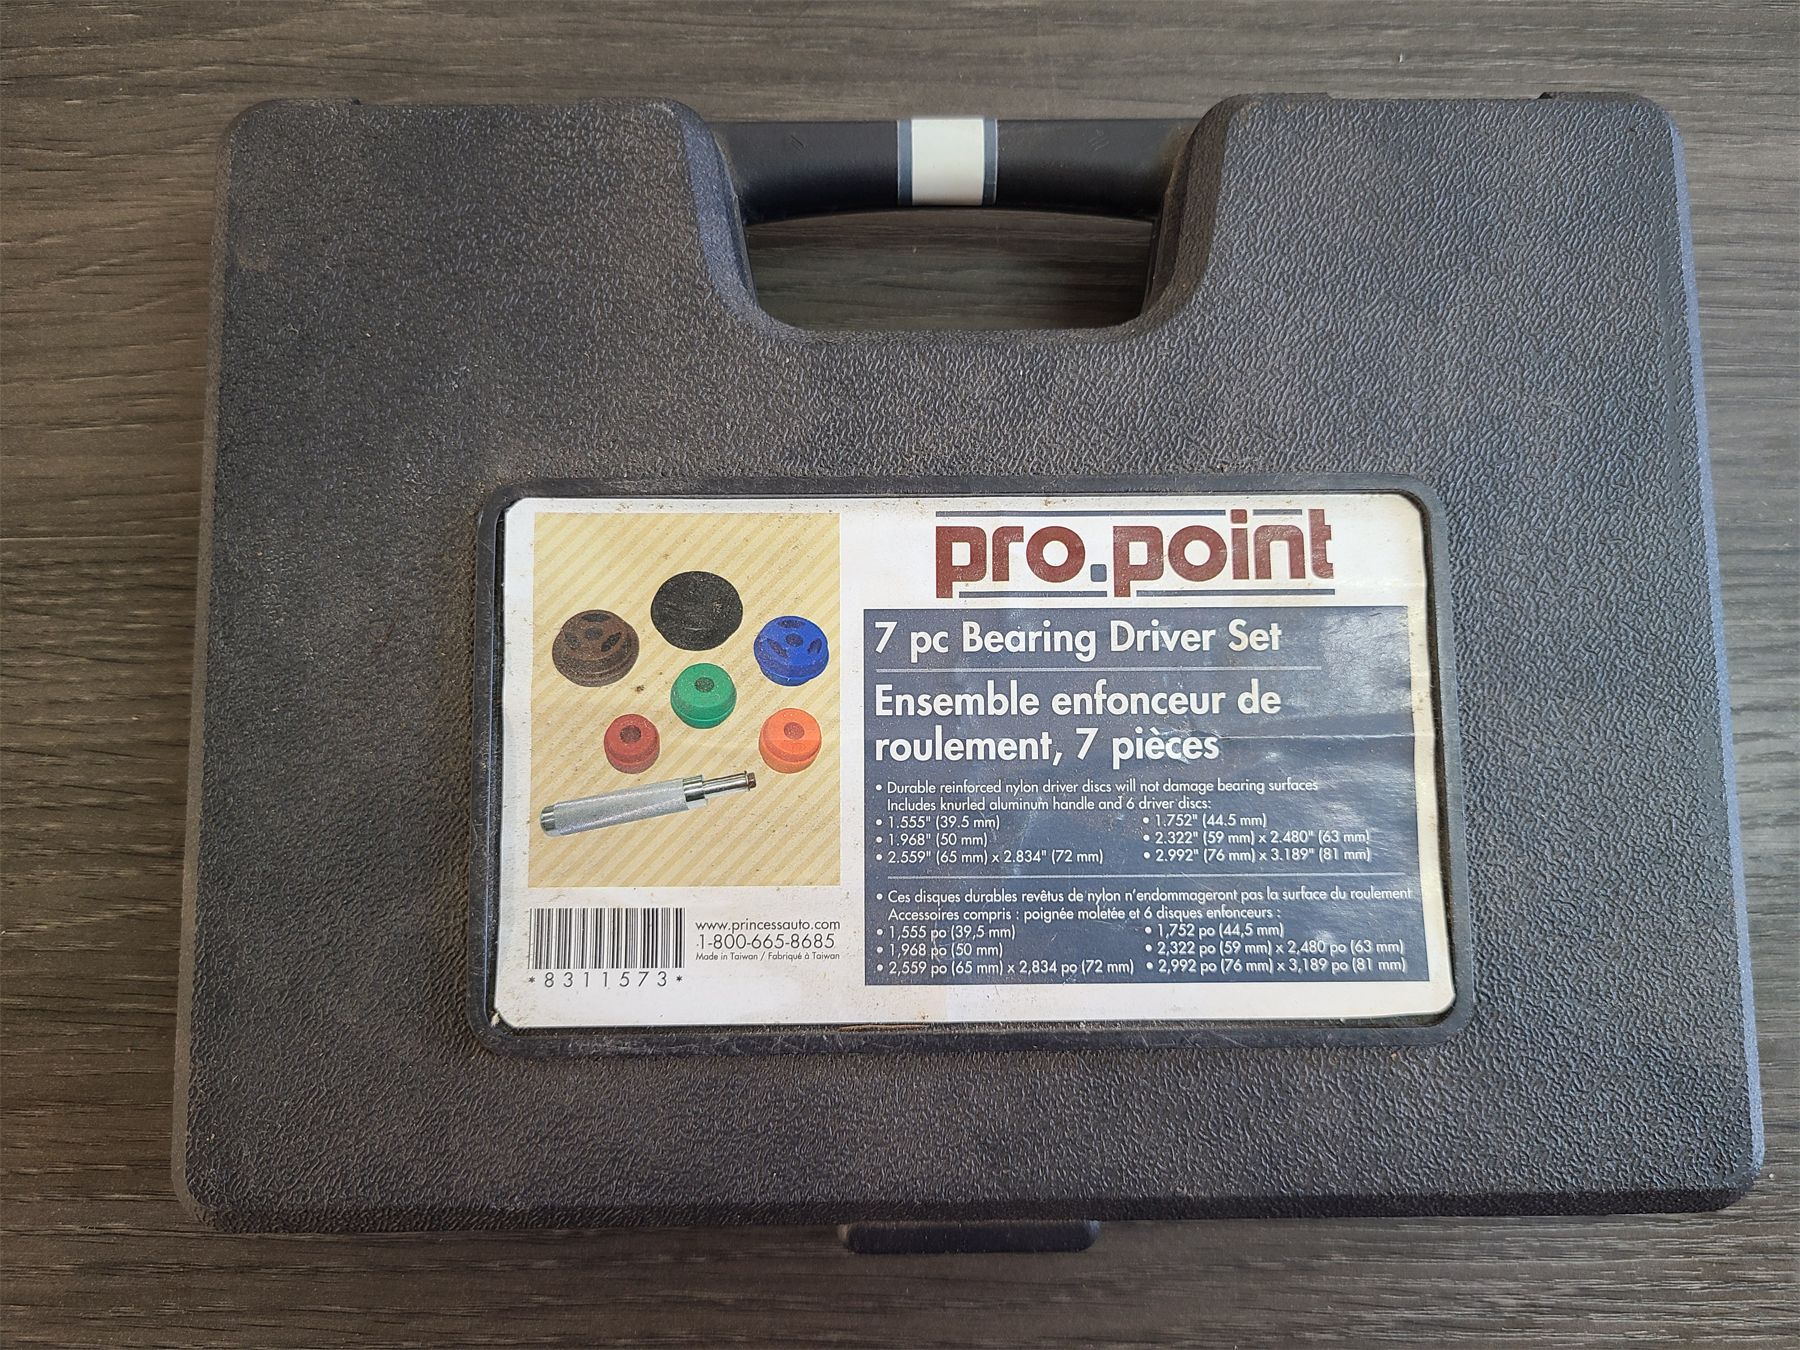 pro.point
7 pc Bearing Driver Set
Ensemble enfonceur de
roulement, 7 pièces
• Durable reinforced nylon driver discs will not damage bearing surfaces
Includes knurled aluminum handle and 6 driver discs:
• 1.555" (39.5 mm) • 1.752" (44.5 mm)
• 1.968" (50 mm) • 2.322" (59 mm) x 2.480" (63 mm)
• 2.559" (65 mm) x 2.834" (72 mm) • 2.992" (76 mm) x 3.189" (81 mm)
• Ces disques durables revêtus de nylon n'endommageront pas la surface du roulement
Accessoires compris : poignée moletée et 6 disques enfonceurs :
• 1,555 po (39,5 mm) • 1,752 po (44,5 mm)
• 1,968 po (50 mm) • 2,322 po (59 mm) x 2,480 po (63 mm)
• 2,559 po (65 mm) x 2,834 po (72 mm) • 2,992 po (76 mm) x 3,189 po (81 mm)
www.princessauto.com
1-800-665-8685
Made in Taiwan / Fabriqué à Taiwan
*8311573*